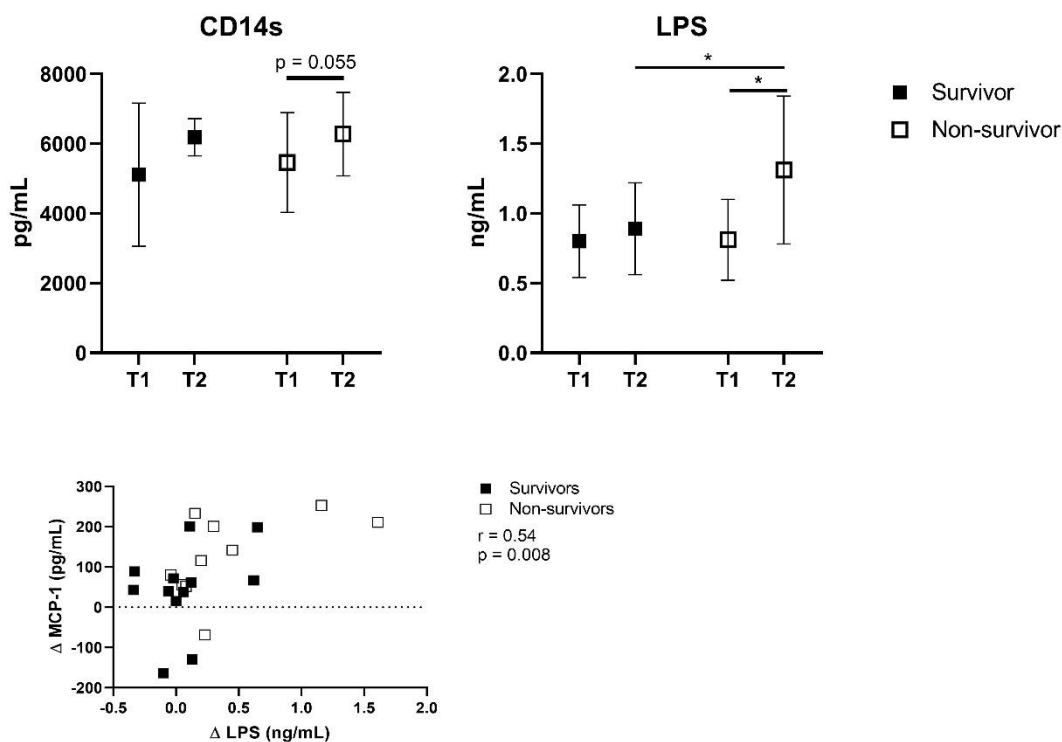 CD14s
p = 0.055
8000
6000
4000
2000
0
pg/mL
T1 T2 T1 T2
LPS
*
*
2.0
1.5
1.0
0.5
0.0
ng/mL
T1 T2 T1 T2
Survivor
Non-survivor
300
200
100
0
-100
-200
Δ MCP-1 (pg/mL)
-0.5 0.0 0.5 1.0 1.5 2.0
Δ LPS (ng/mL)
Survivors
Non-survivors
r = 0.54
p = 0.008